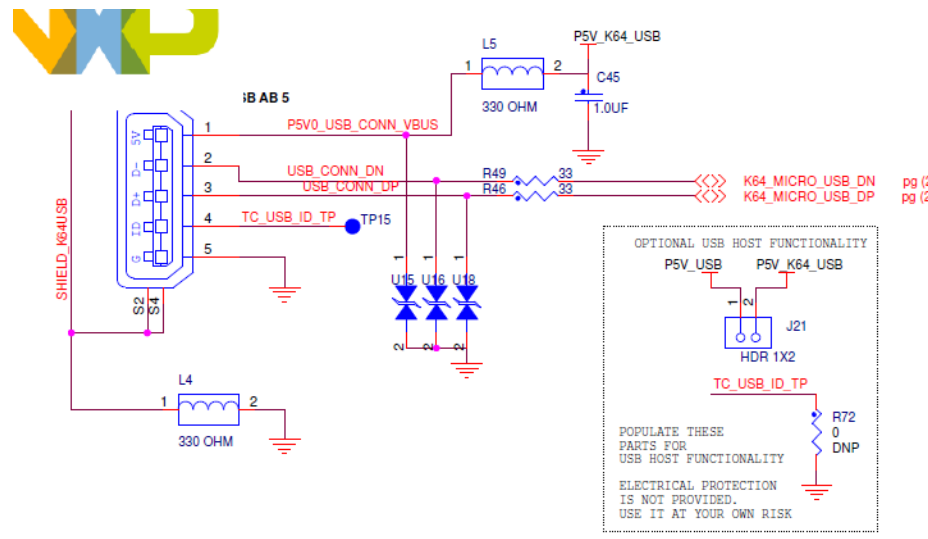 P5V_K64_USB
L5
1 2
C45
330 OHM
1.0UF
SB AB 5
5V 1 P5V0_USB_CONN_VBUS
D- 2 USB_CONN_DN R49 33 K64_MICRO_USB_DN pg (2
D+ 3 USB_CONN_DP R46 33 K64_MICRO_USB_DP pg (2
ID 4 TC_USB_ID_TP TP15
G 5
SHIELD_K64USB
S2 S4
1 1 1
U15 U16 U18
2 2 2
L4
1 2
330 OHM
OPTIONAL USB HOST FUNCTIONALITY
P5V_USB P5V_K64_USB
1 2
J21
HDR 1X2
TC_USB_ID_TP
R72
0
DNP
POPULATE THESE
PARTS FOR
USB HOST FUNCTIONALITY
ELECTRICAL PROTECTION
IS NOT PROVIDED.
USE IT AT YOUR OWN RISK